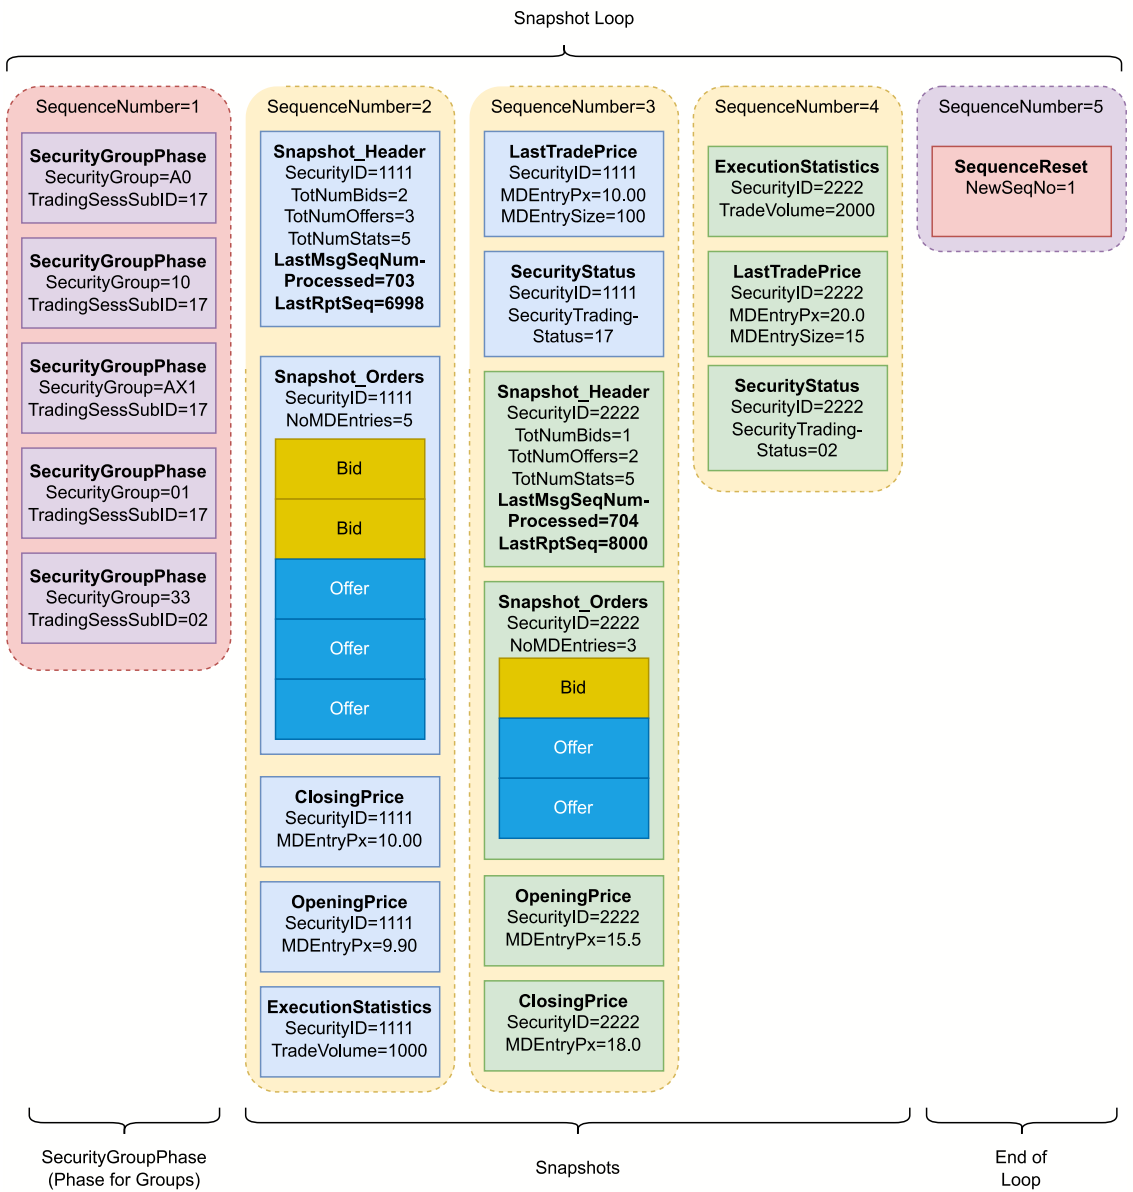 Snapshot Loop
SequenceNumber=1
SecurityGroupPhase
SecurityGroup=A0
TradingSessSubID=17
SecurityGroupPhase
SecurityGroup=10
TradingSessSubID=17
SecurityGroupPhase
SecurityGroup=AX1
TradingSessSubID=17
SecurityGroupPhase
SecurityGroup=01
TradingSessSubID=17
SecurityGroupPhase
SecurityGroup=33
TradingSessSubID=02
SequenceNumber=2
Snapshot_Header
SecurityID=1111
TotNumBids=2
TotNumOffers=3
TotNumStats=5
LastMsgSeqNum-
Processed=703
LastRptSeq=6998
Snapshot_Orders
SecurityID=1111
NoMDEntries=5
Bid
Bid
Offer
Offer
Offer
ClosingPrice
SecurityID=1111
MDEntryPx=10.00
OpeningPrice
SecurityID=1111
MDEntryPx=9.90
ExecutionStatistics
SecurityID=1111
TradeVolume=1000
SequenceNumber=3
LastTradePrice
SecurityID=1111
MDEntryPx=10.00
MDEntrySize=100
SecurityStatus
SecurityID=1111
SecurityTrading-
Status=17
Snapshot_Header
SecurityID=2222
TotNumBids=1
TotNumOffers=2
TotNumStats=5
LastMsgSeqNum-
Processed=704
LastRptSeq=8000
Snapshot_Orders
SecurityID=2222
NoMDEntries=3
Bid
Offer
Offer
OpeningPrice
SecurityID=2222
MDEntryPx=15.5
ClosingPrice
SecurityID=2222
MDEntryPx=18.0
SequenceNumber=4
ExecutionStatistics
SecurityID=2222
TradeVolume=2000
LastTradePrice
SecurityID=2222
MDEntryPx=20.0
MDEntrySize=15
SecurityStatus
SecurityID=2222
SecurityTrading-
Status=02
SequenceNumber=5
SequenceReset
NewSeqNo=1
SecurityGroupPhase
(Phase for Groups)
Snapshots
End of
Loop